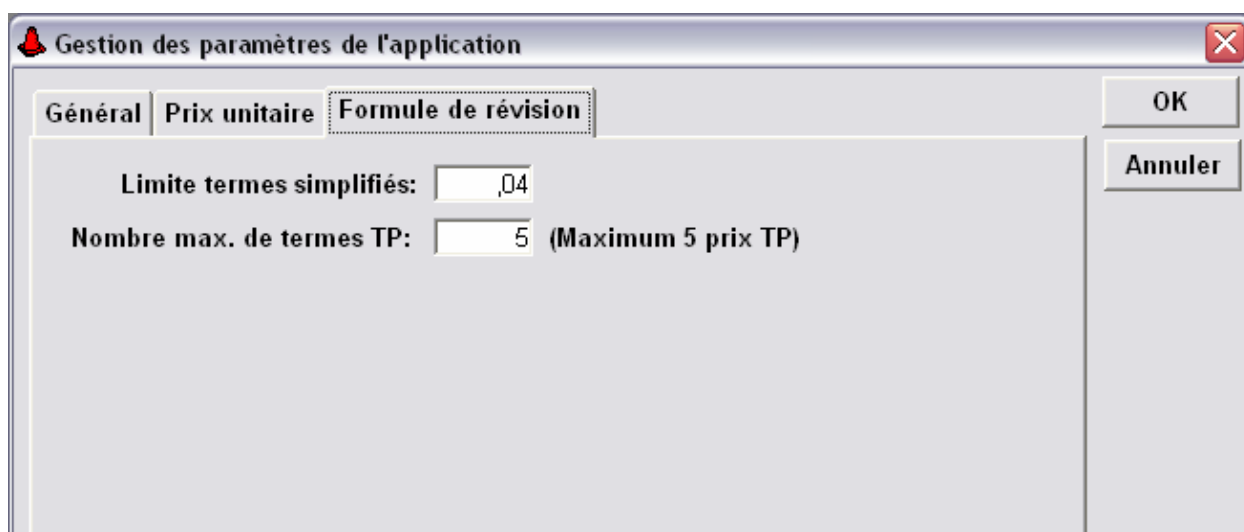 Gestion des paramètres de l'application
Général Prix unitaire Formule de révision
OK
Annuler
Limite termes simplifiés: ,04
Nombre max. de termes TP: 5 (Maximum 5 prix TP)